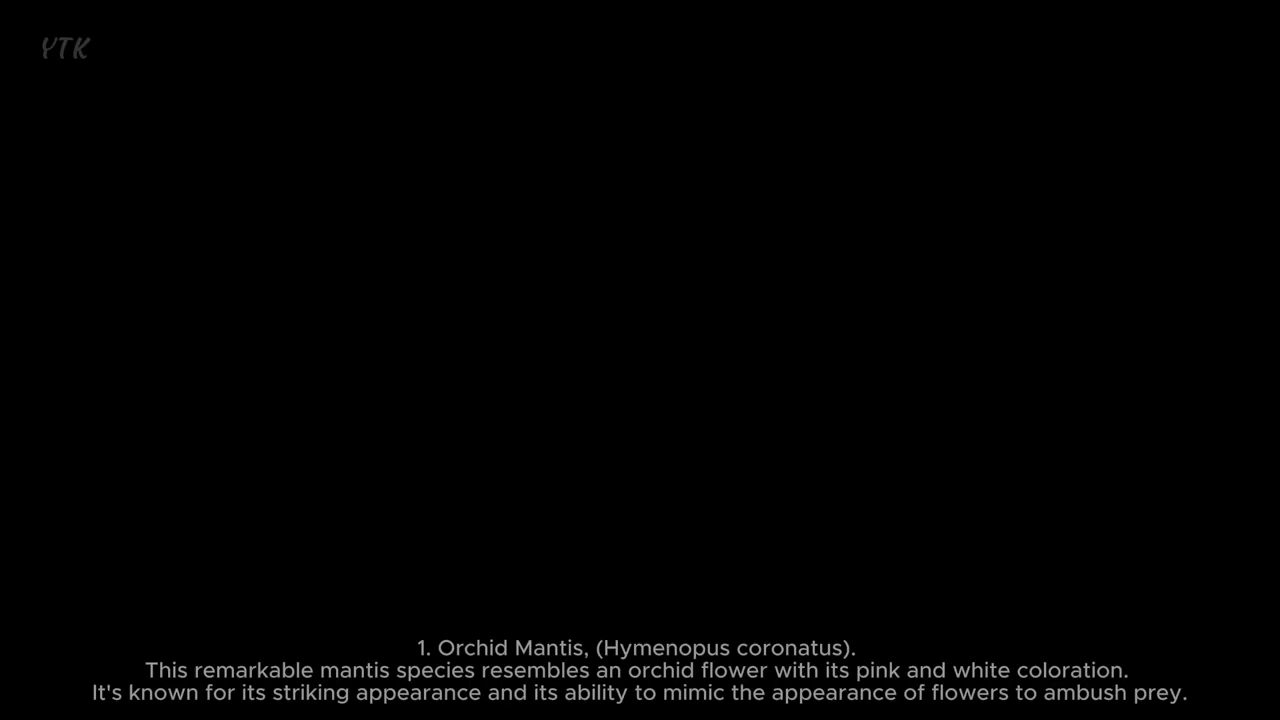 YTK
1. Orchid Mantis, (Hymenopus coronatus).
This remarkable mantis species resembles an orchid flower with its pink and white coloration.
It's known for its striking appearance and its ability to mimic the appearance of flowers to ambush prey.